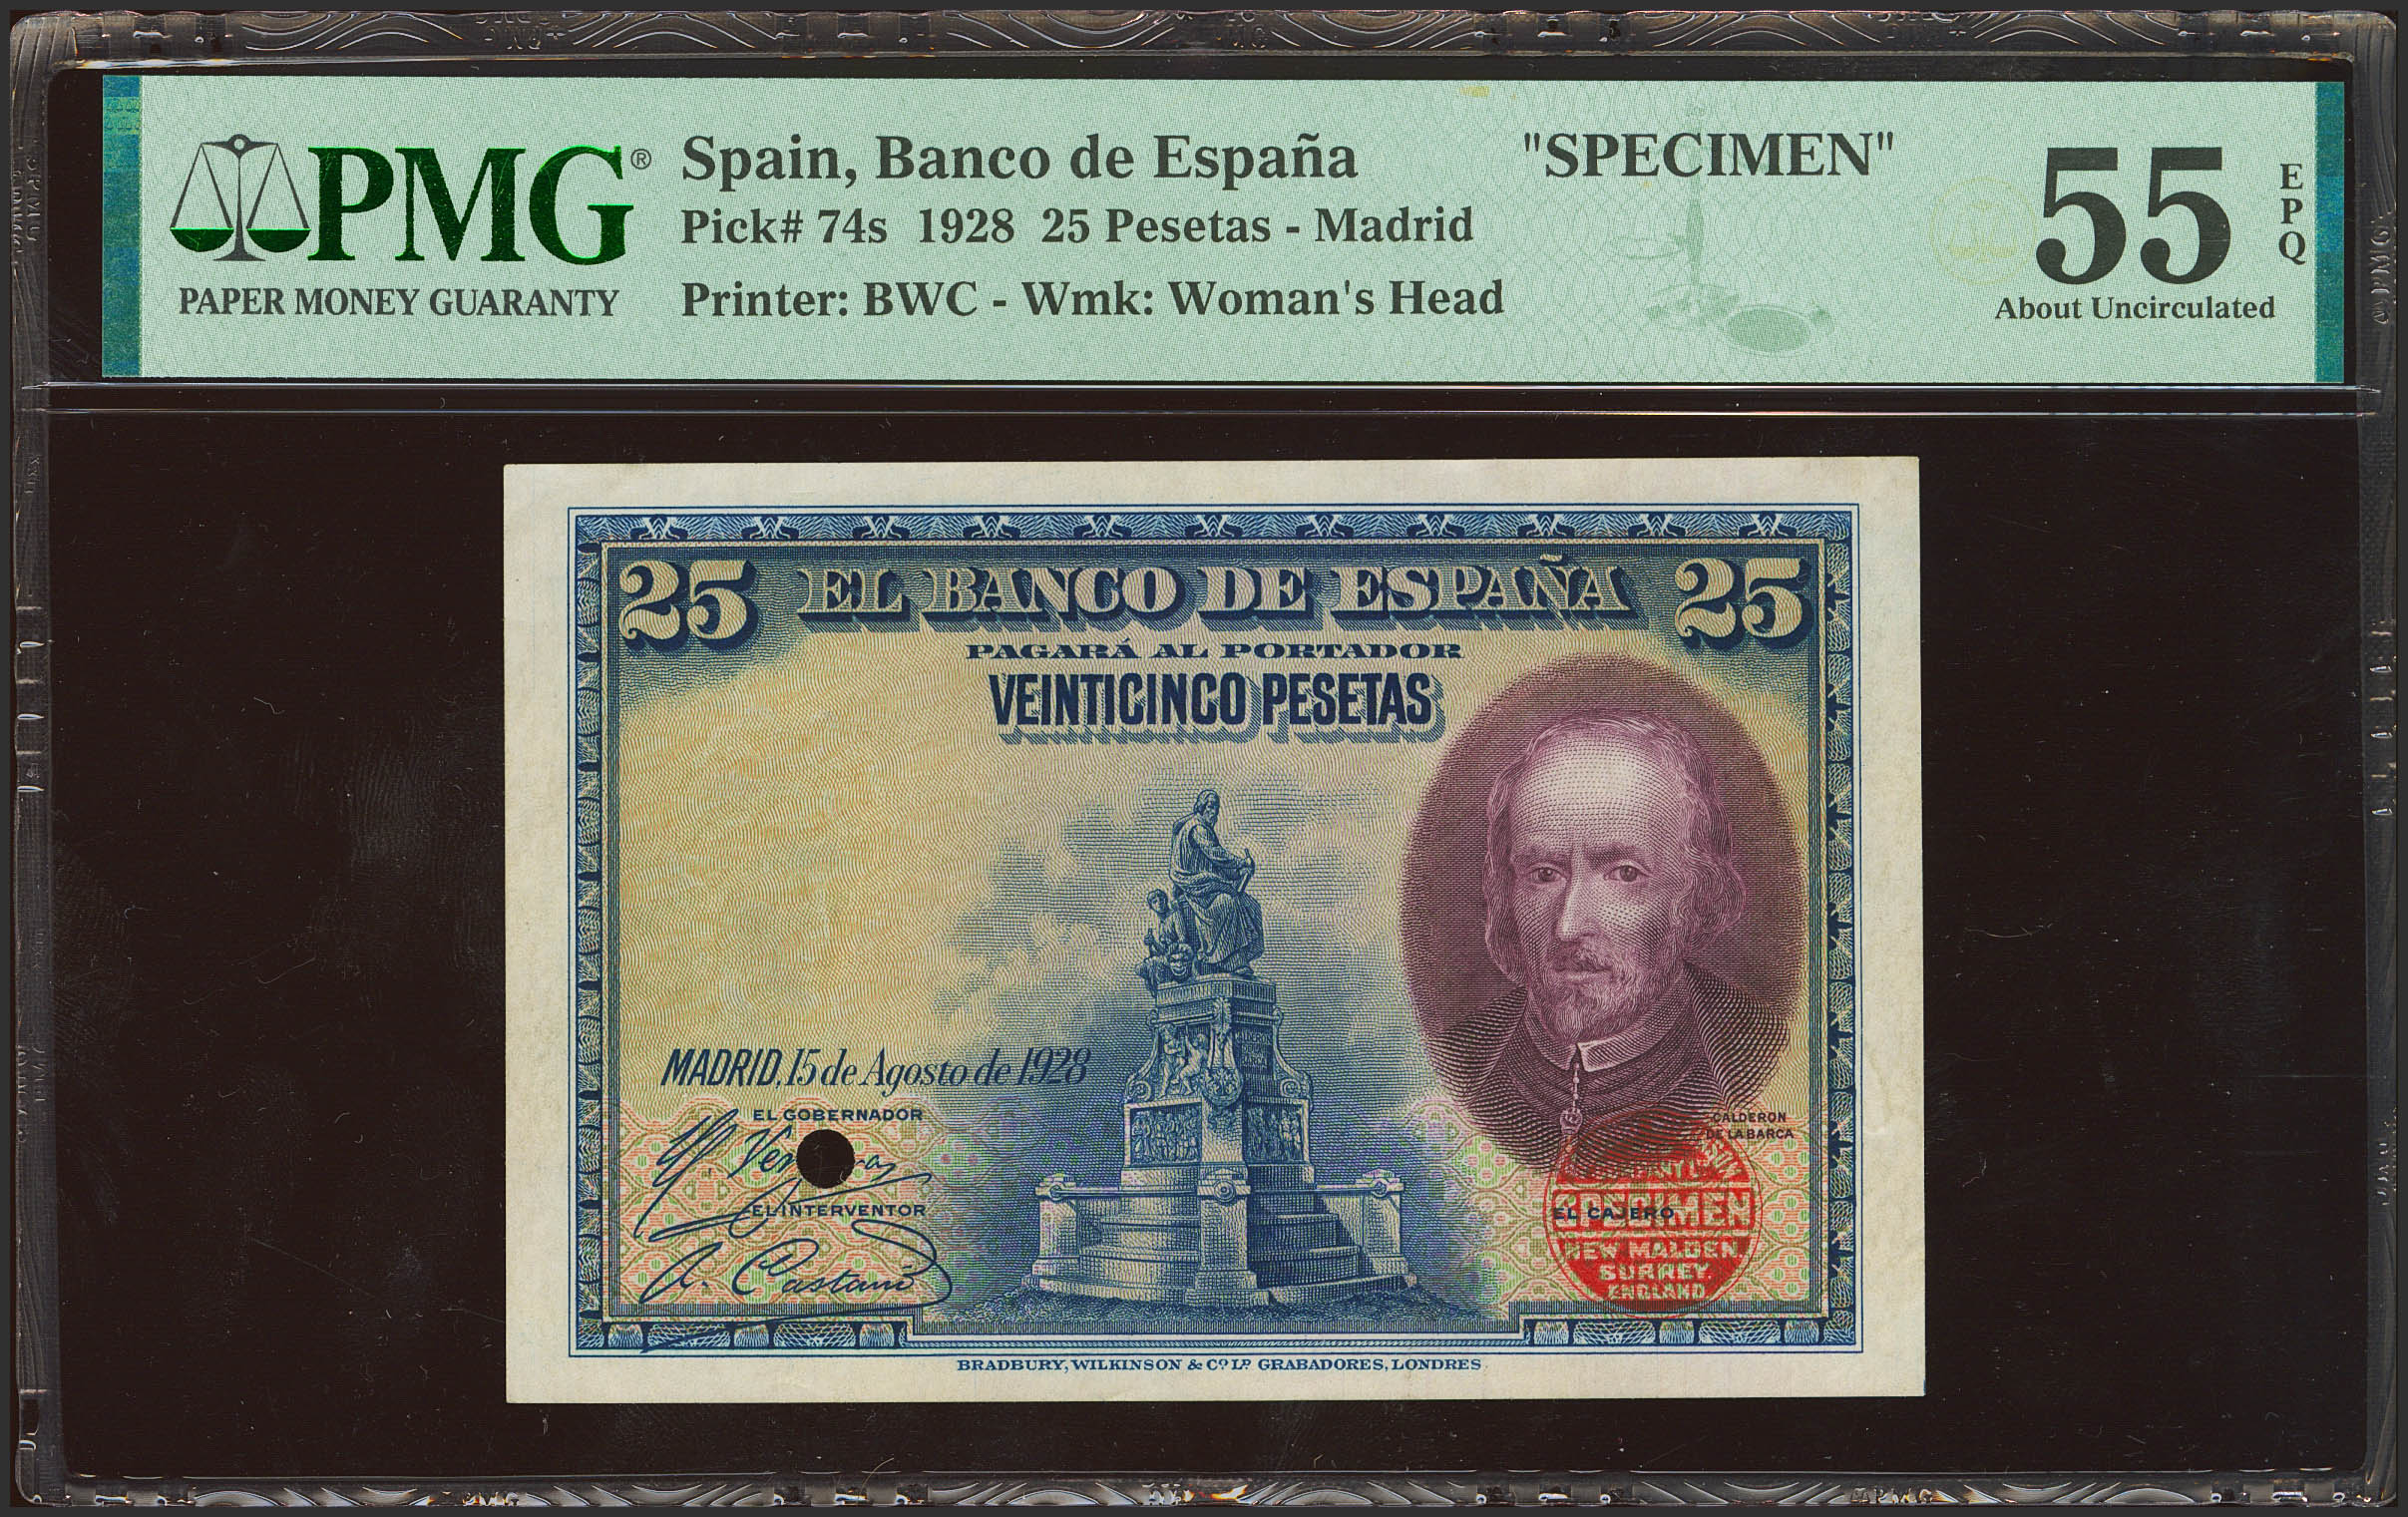 PMG®
PAPER MONEY GUARANTY
Spain, Banco de España "SPECIMEN"
Pick# 74s 1928 25 Pesetas - Madrid
Printer: BWC - Wmk: Woman's Head
55
EPQ
About Uncirculated
25 EL BANCO DE ESPAÑA 25
PAGARÁ AL PORTADOR
VEINTICINCO PESETAS
MADRID, 15 de Agosto de 1928
EL GOBERNADOR
EL INTERVENTOR
CALDERON
DE LA BARCA
SPECIMEN
EL CAJERO
NEW MALDEN,
SURREY,
ENGLAND
BRADBURY, WILKINSON & Cº Lᴰ GRABADORES, LONDRES